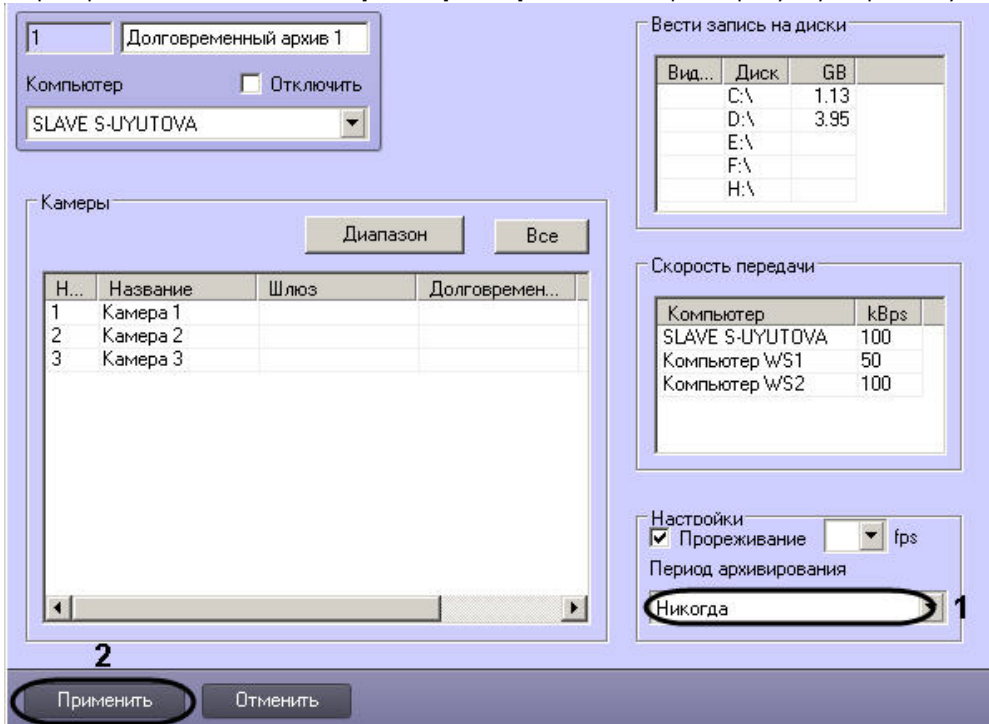 1
Долговременный архив 1
Компьютер
Отключить
SLAVE S-UYUTOVA
Камеры
Диапазон
Все
Н... Название Шлюз Долговремен...
1 Камера 1
2 Камера 2
3 Камера 3
Вести запись на диски
Вид... Диск GB
C:\ 1.13
D:\ 3.95
E:\
F:\
H:\
Скорость передачи
Компьютер kBps
SLAVE S-UYUTOVA 100
Компьютер WS1 50
Компьютер WS2 100
Настройки
Прореживание fps
Период архивирования
Никогда 1
2
Применить
Отменить